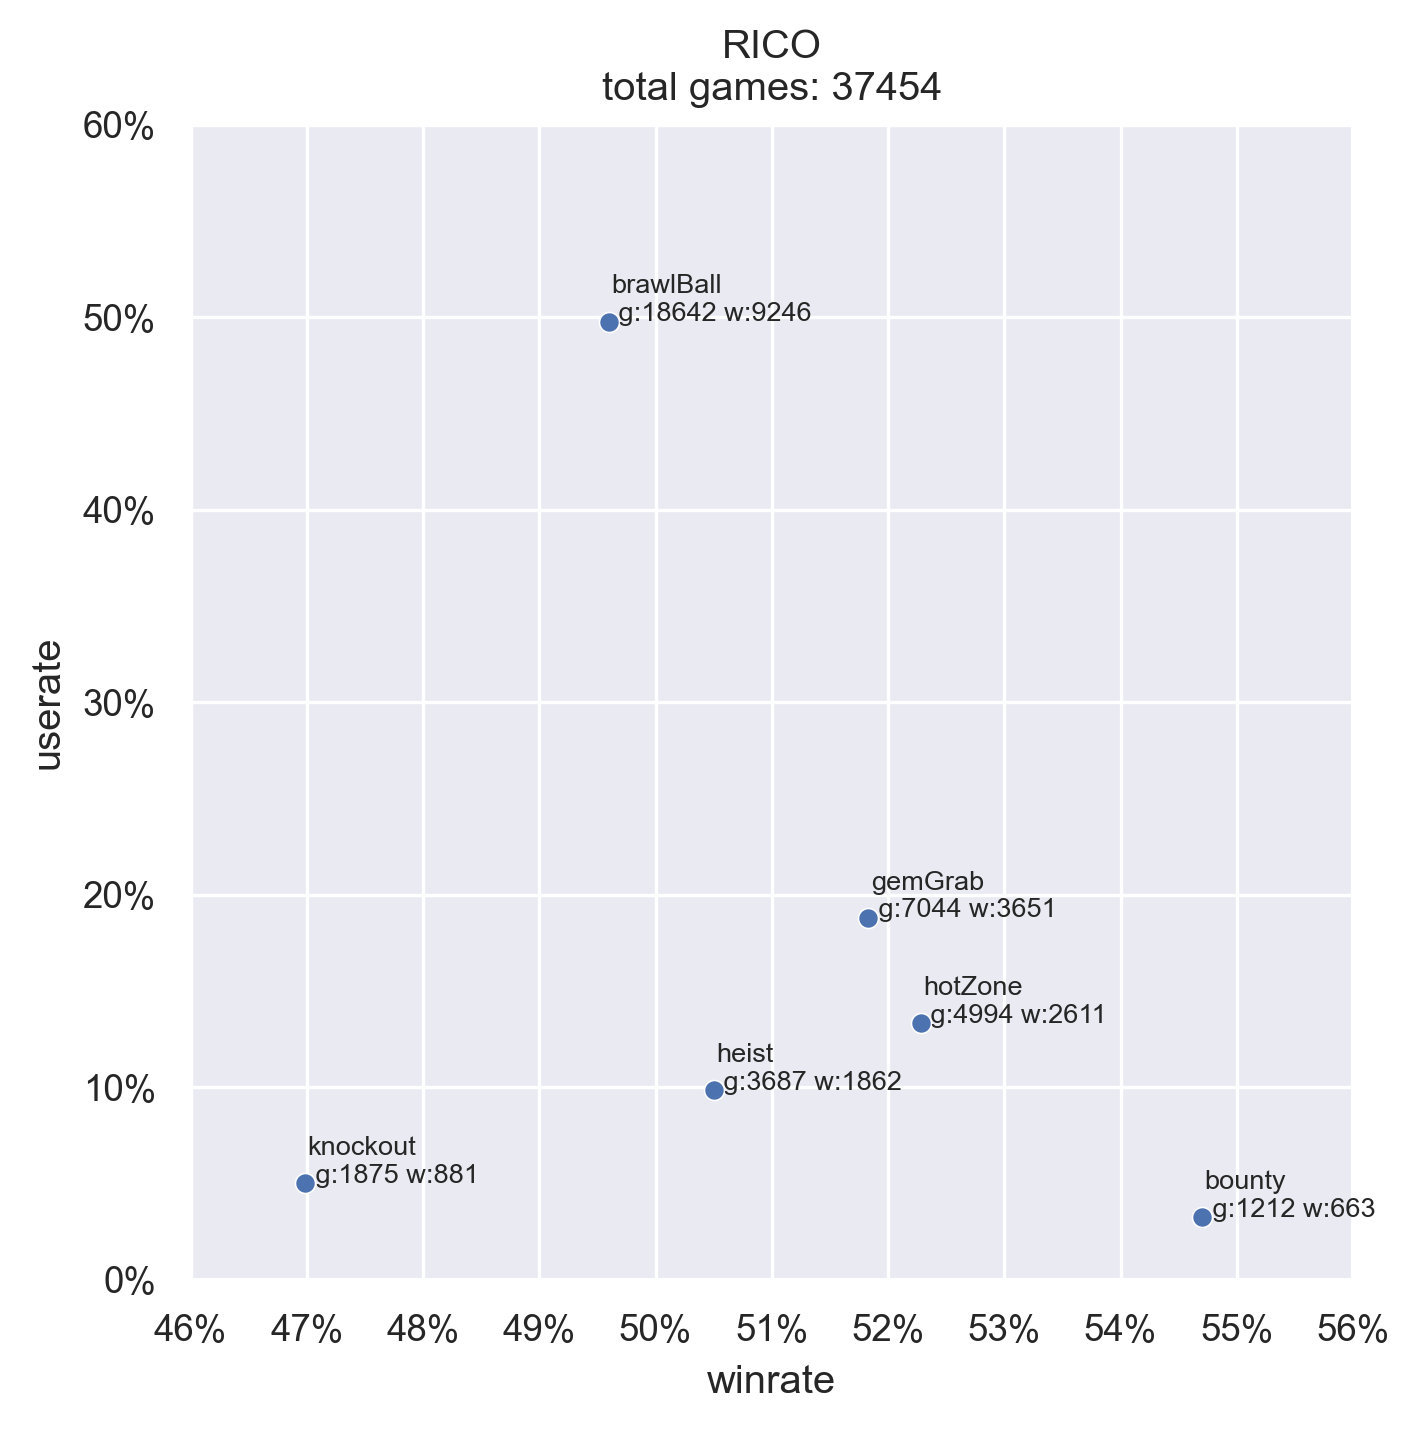 RICO
total games: 37454
60%
50%
40%
30%
20%
10%
0%
userate
brawlBall
g:18642 w:9246
gemGrab
g:7044 w:3651
hotZone
g:4994 w:2611
heist
g:3687 w:1862
knockout
g:1875 w:881
bounty
g:1212 w:663
46% 47% 48% 49% 50% 51% 52% 53% 54% 55% 56%
winrate